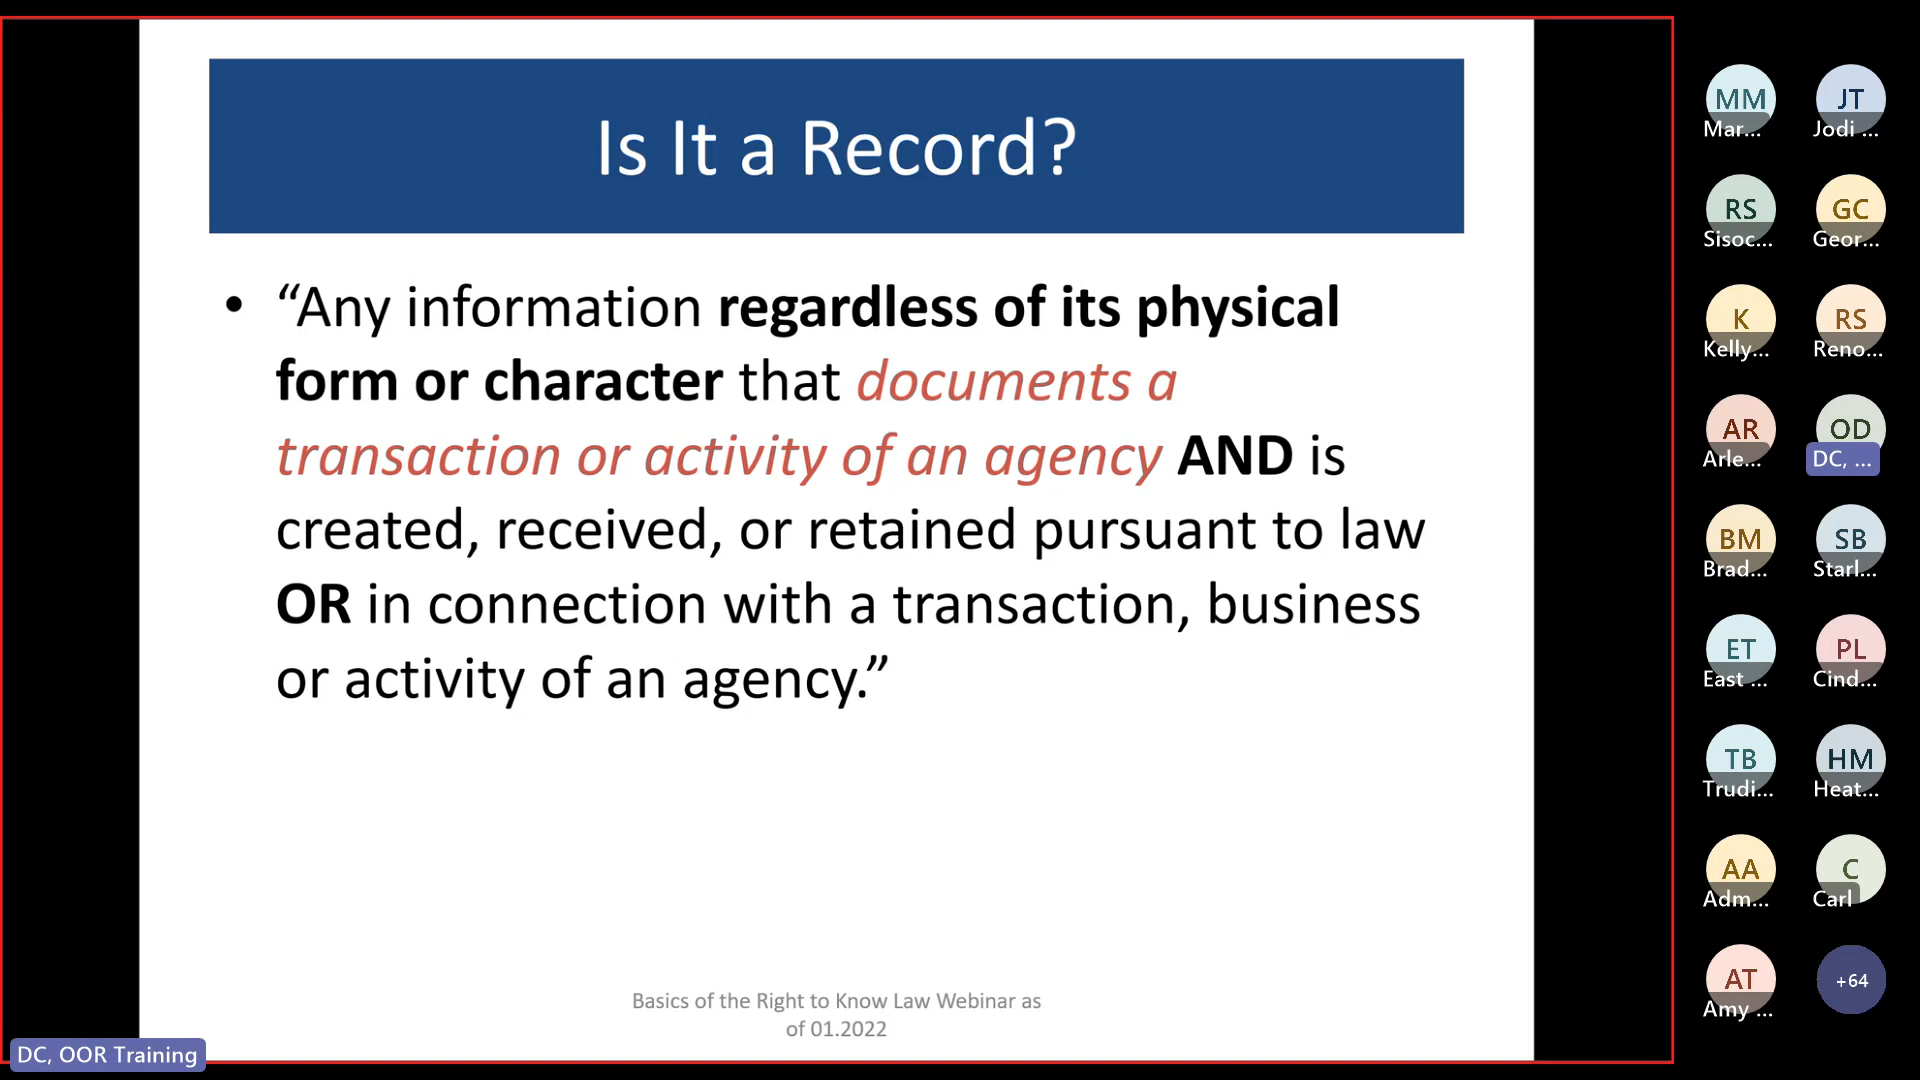 Is It a Record?
• “Any information regardless of its physical
form or character that documents a
transaction or activity of an agency AND is
created, received, or retained pursuant to law
OR in connection with a transaction, business
or activity of an agency.”
Basics of the Right to Know Law Webinar as
of 01.2022
DC, OOR Training
MM
Mar...
JT
Jodi ...
RS
Sisoc...
GC
Geor...
K
Kelly...
RS
Reno...
AR
Arle...
OD
DC, ...
BM
Brad...
SB
Starl...
ET
East ...
PL
Cind...
TB
Trudi...
HM
Heat...
AA
Adm...
C
Carl
AT
Amy ...
+64